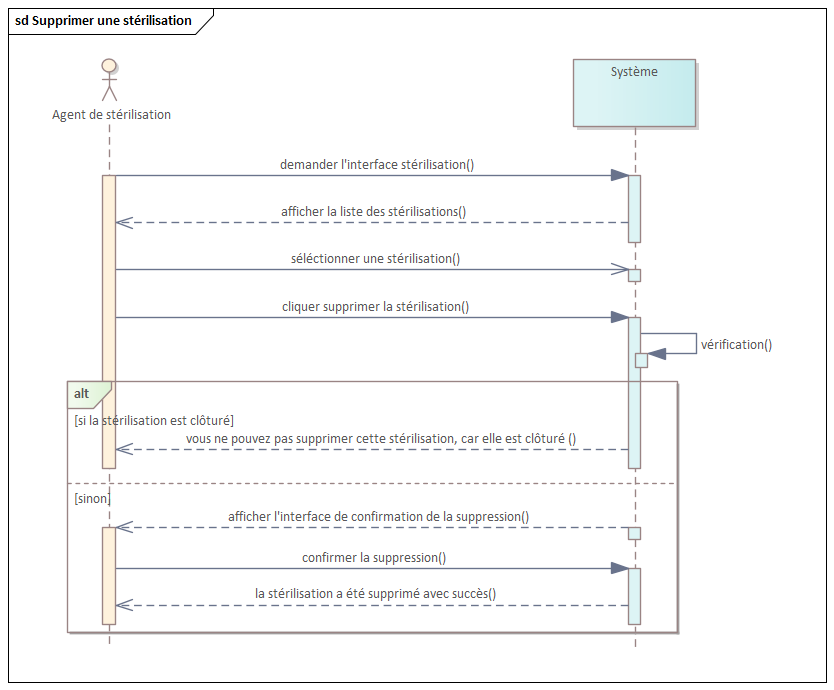 sd Supprimer une stérilisation
Système
Agent de stérilisation
demander l'interface stérilisation()
afficher la liste des stérilisations()
séléctionner une stérilisation()
cliquer supprimer la stérilisation()
vérification()
alt
[si la stérilisation est clôturé]
vous ne pouvez pas supprimer cette stérilisation, car elle est clôturé ()
[sinon]
afficher l'interface de confirmation de la suppression()
confirmer la suppression()
la stérilisation a été supprimé avec succès()